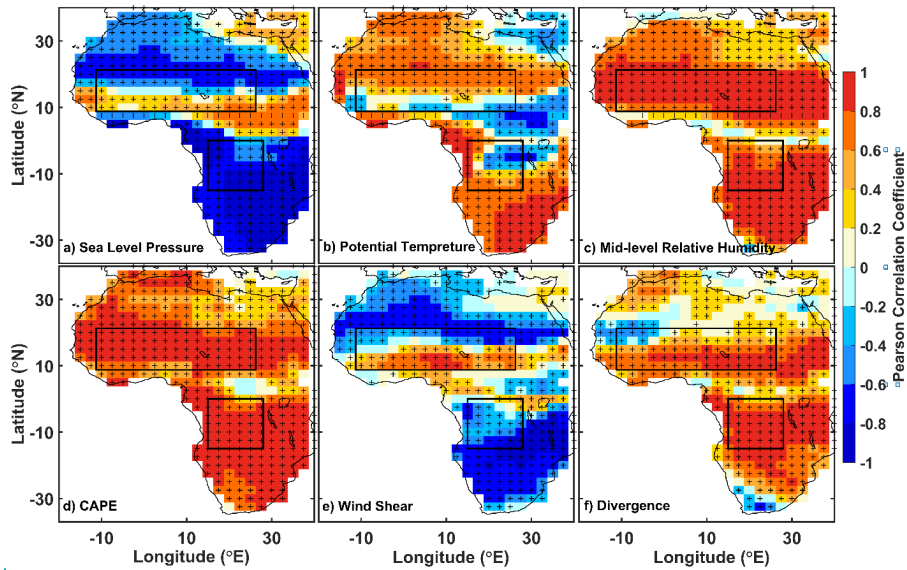 30
10
-10
-30
Latitude (°N)
a) Sea Level Pressure
b) Potential Tempreture
c) Mid-level Relative Humidity
30
10
-10
-30
Latitude (°N)
d) CAPE
e) Wind Shear
f) Divergence
-10 10 30
-10 10 30
-10 10 30
Longitude (°E)
Longitude (°E)
Longitude (°E)
1
0.8
0.6
0.4
0.2
0
-0.2
-0.4
-0.6
-0.8
-1
Pearson Correlation Coefficient